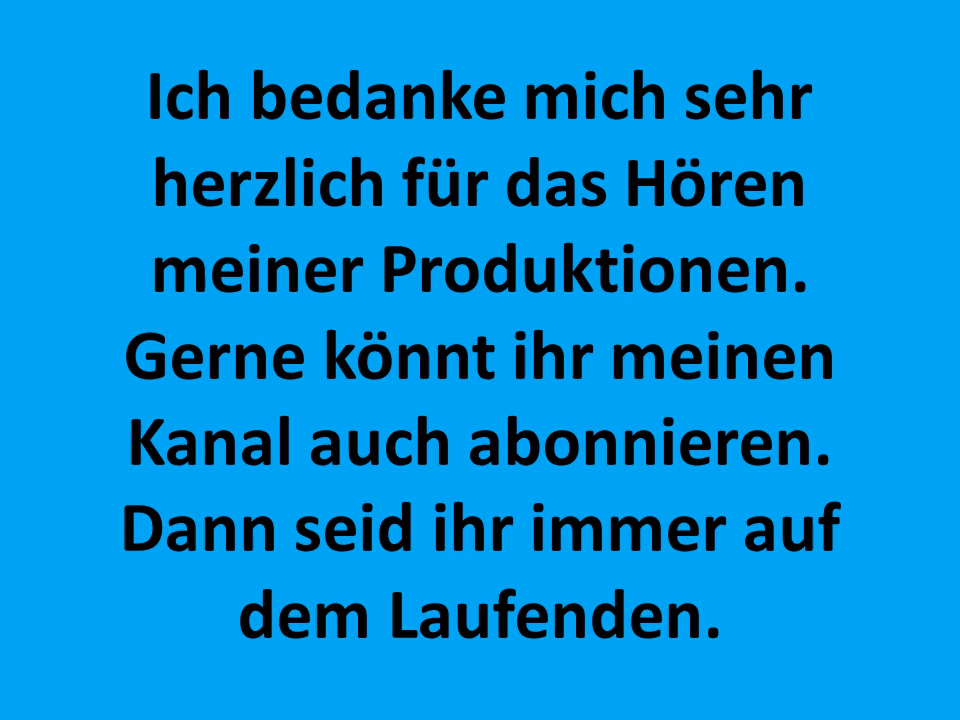 Ich bedanke mich sehr
herzlich für das Hören
meiner Produktionen.
Gerne könnt ihr meinen
Kanal auch abonnieren.
Dann seid ihr immer auf
dem Laufenden.